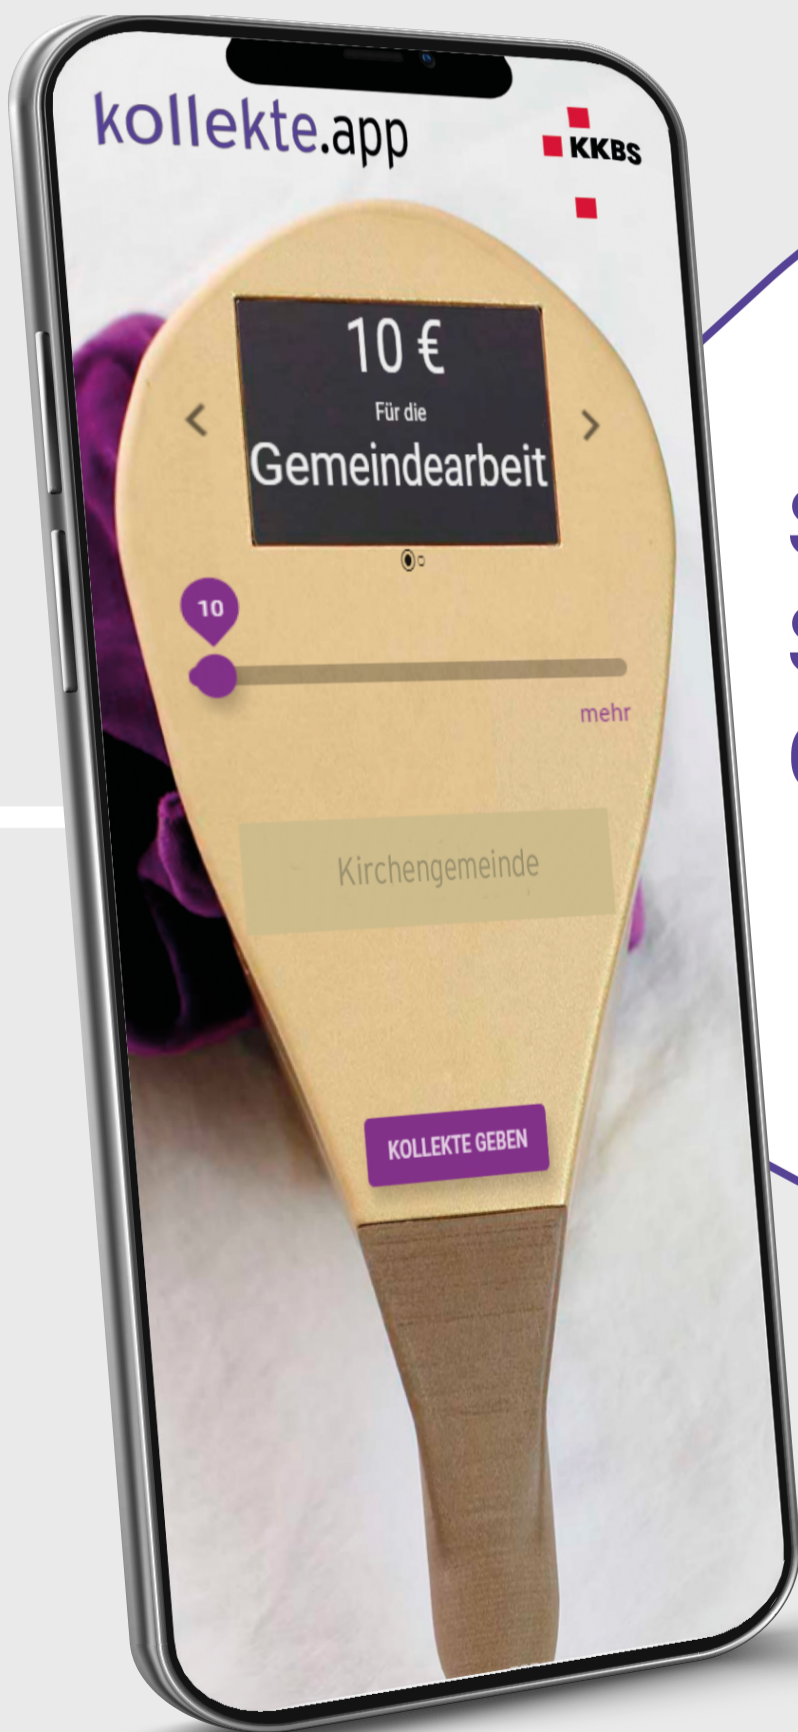 kollekte.app
KKBS
10 €
Für die
Gemeindearbeit
10
mehr
Kirchengemeinde
KOLLEKTE GEBEN